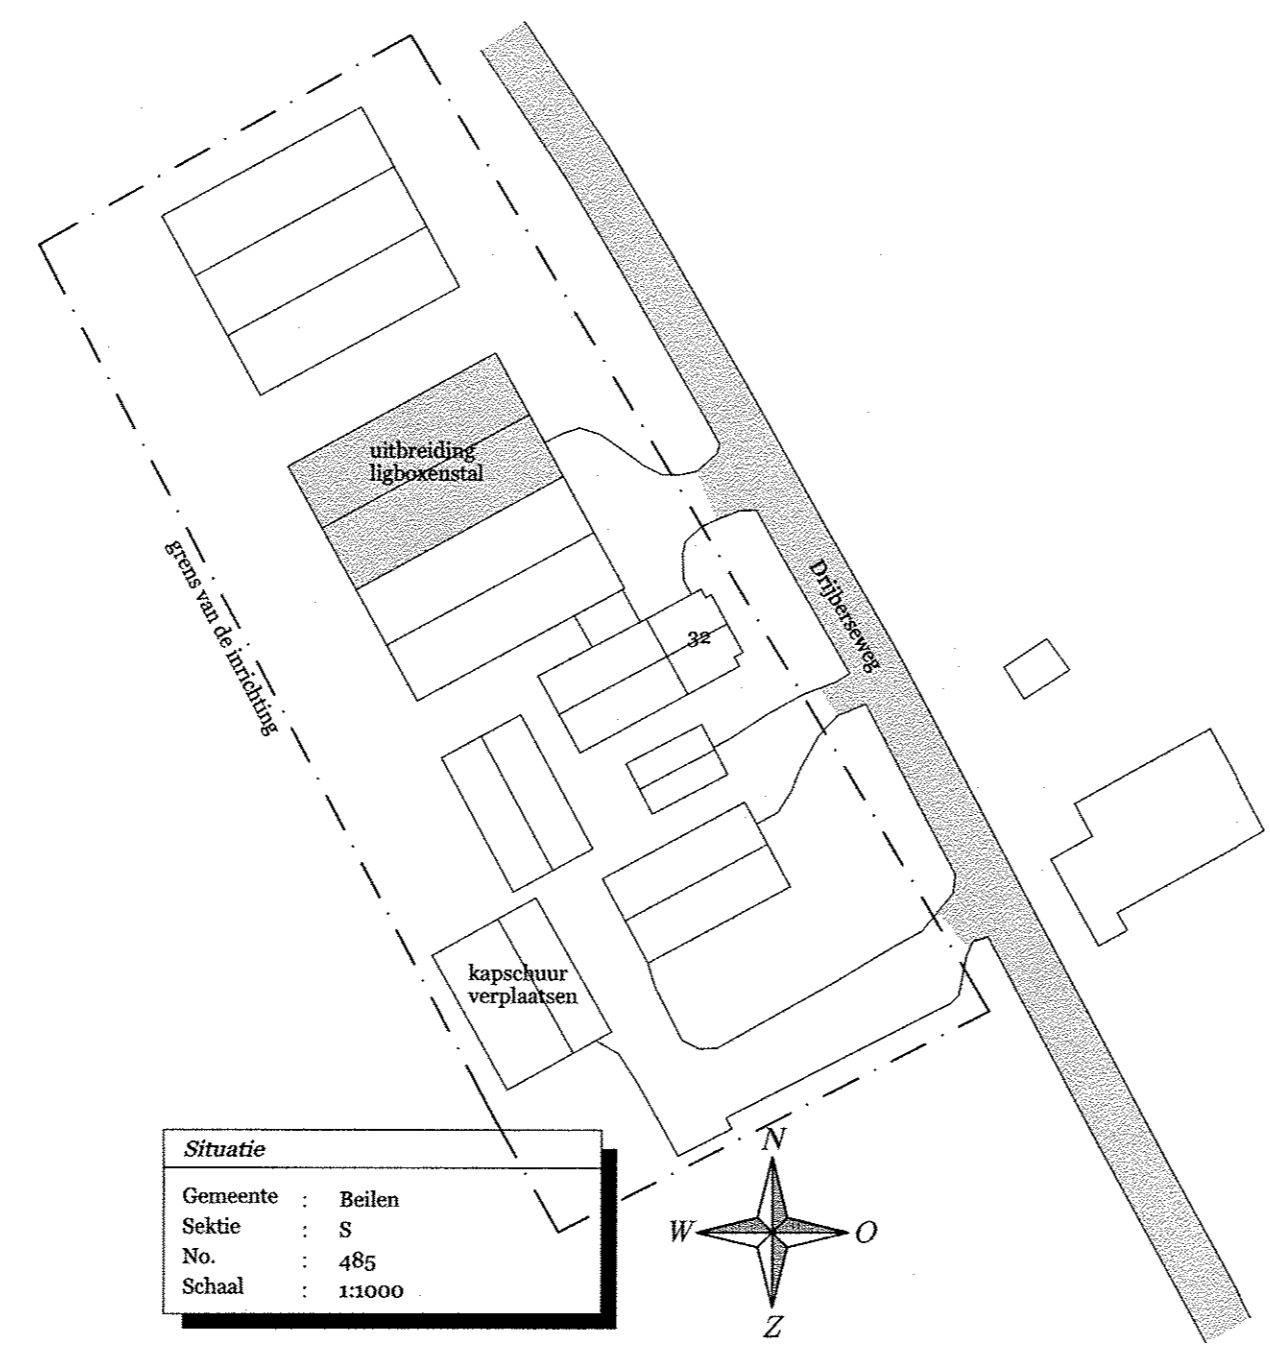 uitbreiding
ligboxenstal
grens van de inrichting
Drijberseweg
32
kapschuur
verplaatsen
Situatie
Gemeente : Beilen
Sektie : S
No. : 485
Schaal : 1:1000
N
W O
Z